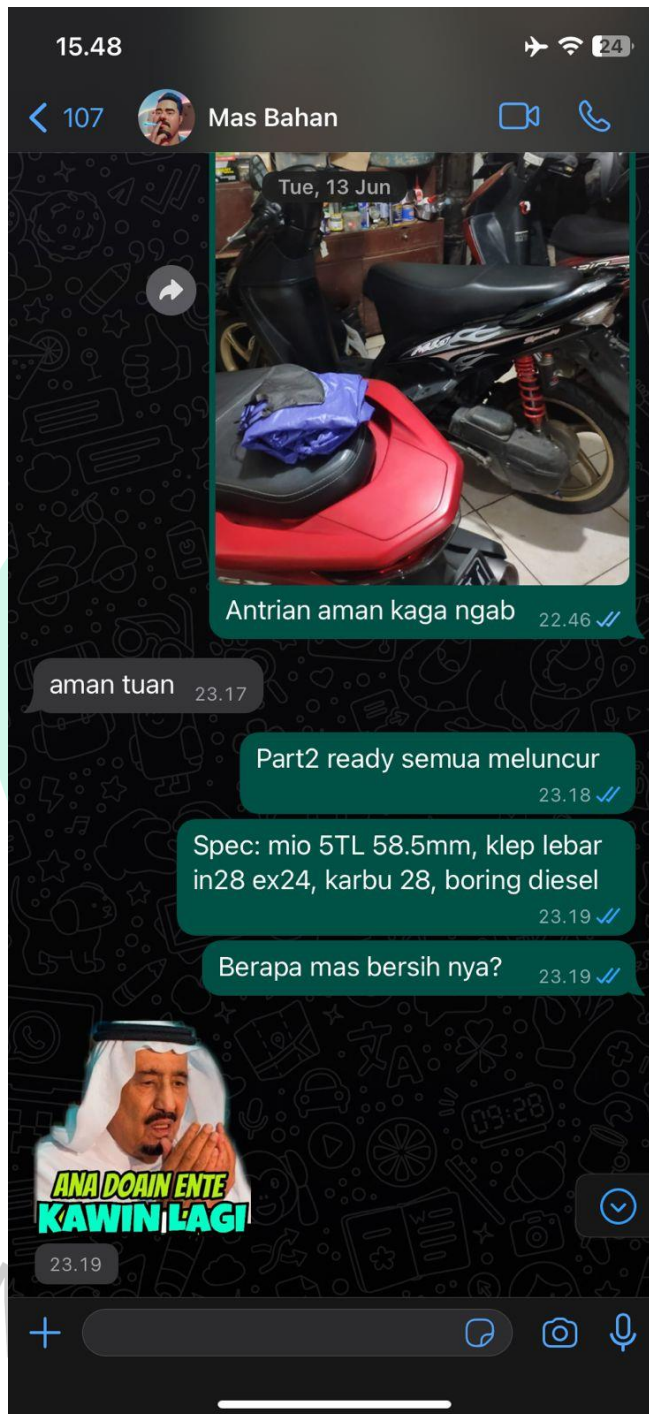 15.48
24
107
Mas Bahan
Tue, 13 Jun
Antrian aman kaga ngab 22.46
aman tuan 23.17
Part2 ready semua meluncur
23.18
Spec: mio 5TL 58.5mm, klep lebar
in28 ex24, karbu 28, boring diesel
23.19
Berapa mas bersih nya? 23.19
09:28
ANA DOAIN ENTE
KAWIN LAGI
23.19